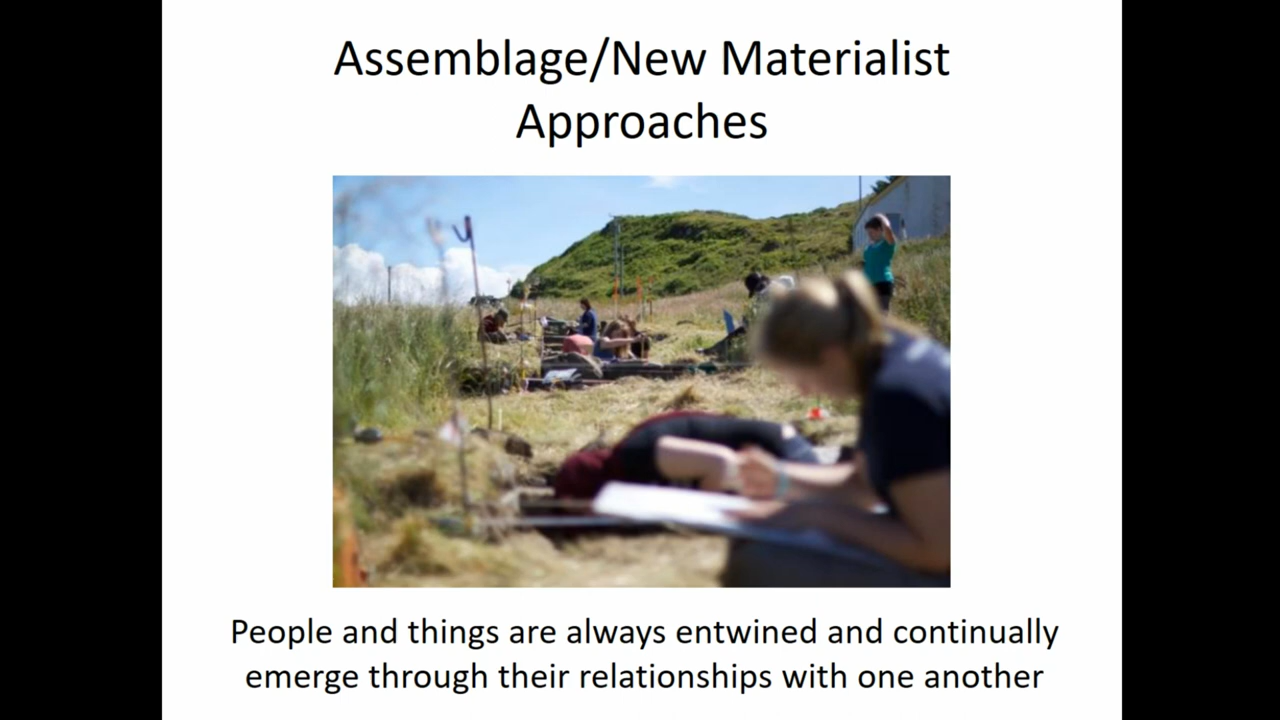 Assemblage/New Materialist
Approaches
People and things are always entwined and continually
emerge through their relationships with one another